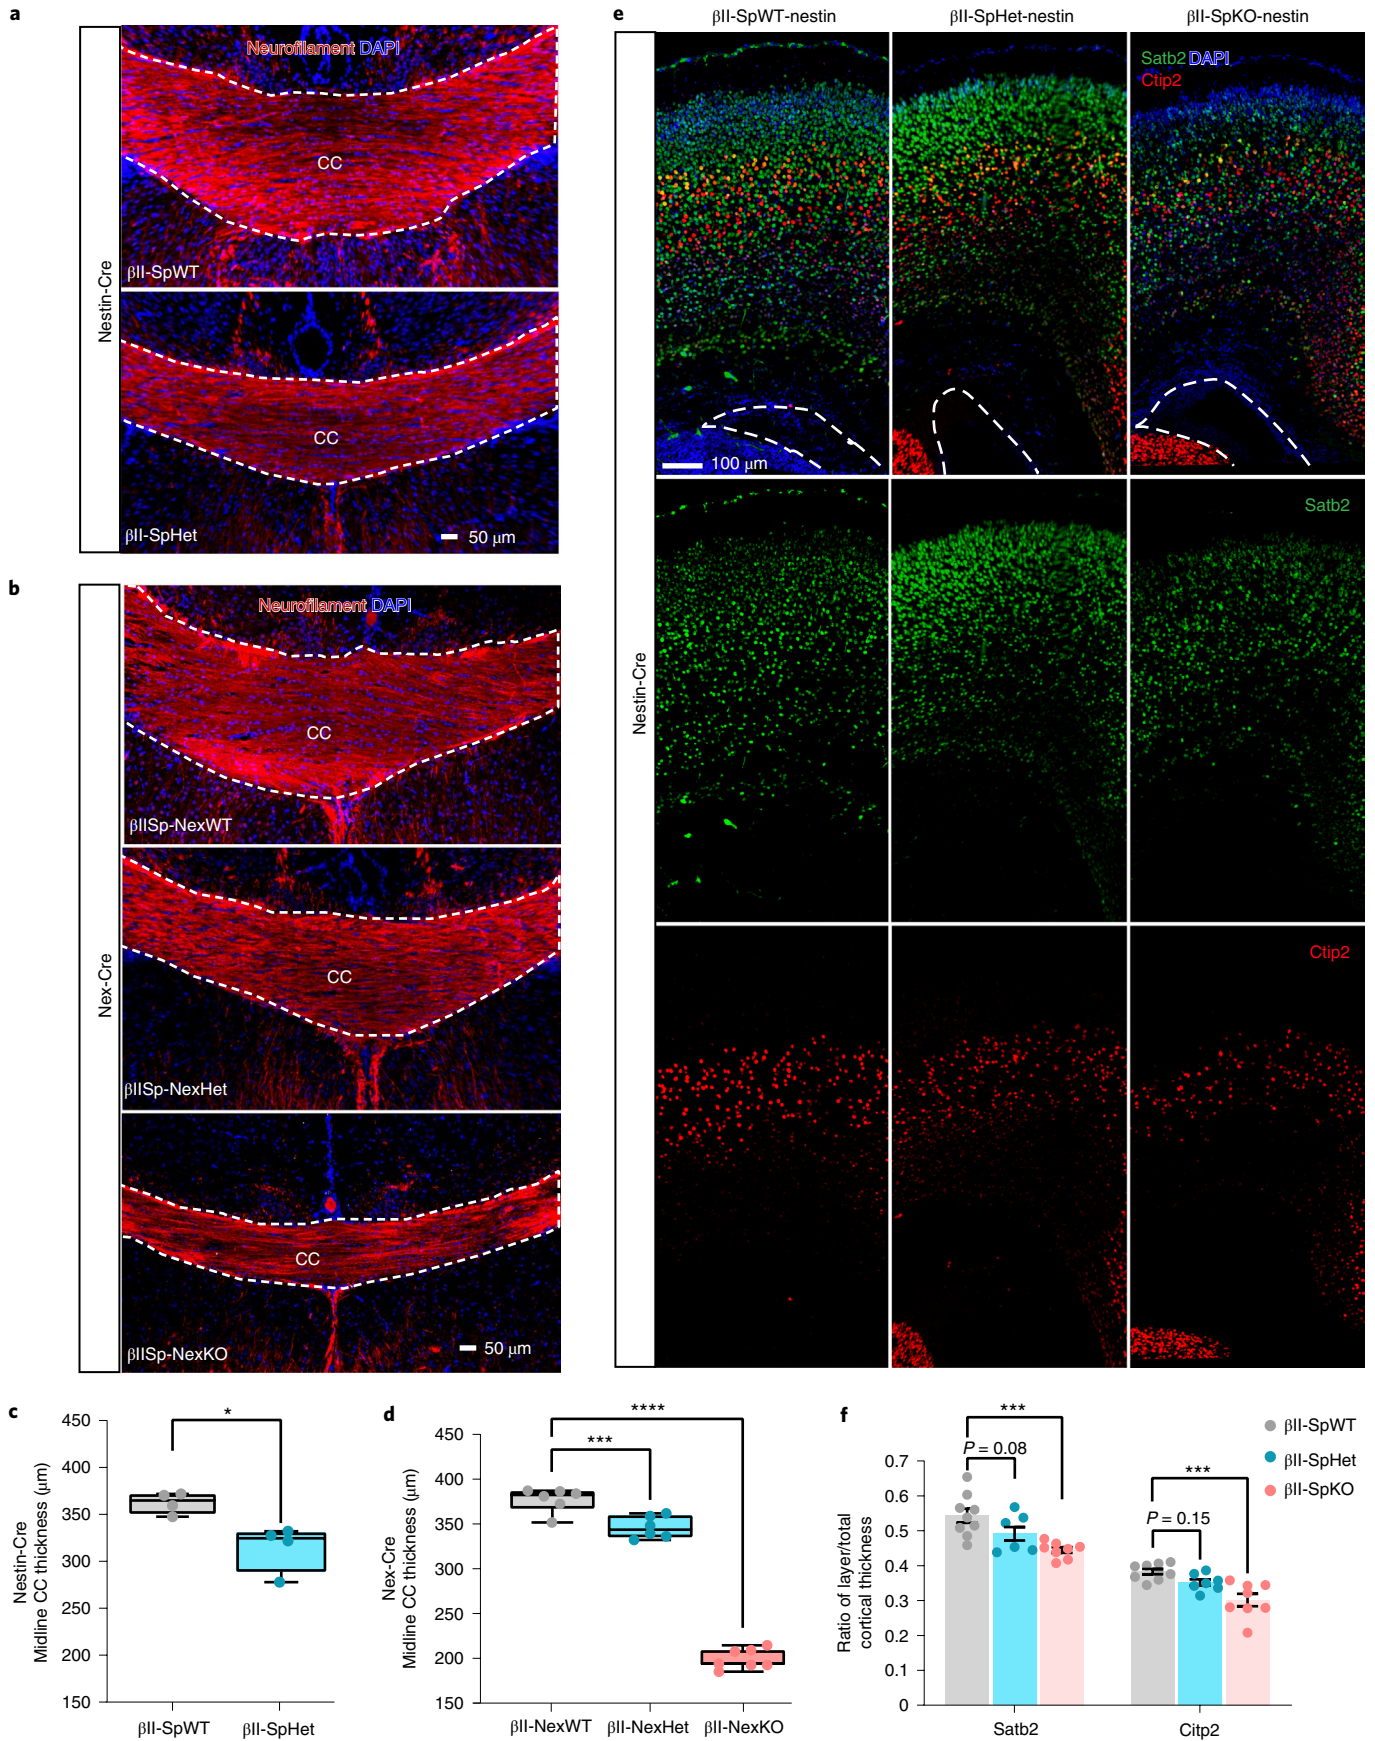 a
Neurofilament DAPI
CC
βII-SpWT
Nestin-Cre
CC
βII-SpHet
50 μm
b
Neurofilament DAPI
CC
βIISp-NexWT
Nex-Cre
CC
βIISp-NexHet
CC
βIISp-NexKO
50 μm
e
βII-SpWT-nestin
βII-SpHet-nestin
βII-SpKO-nestin
Satb2 DAPI
Ctip2
100 μm
Nestin-Cre
Satb2
Ctip2
c
Nestin-Cre
Midline CC thickness (μm)
450
400
350
300
250
200
150
*
βII-SpWT
βII-SpHet
d
Nex-Cre
Midline CC thickness (μm)
450
400
350
300
250
200
150
****
***
βII-NexWT
βII-NexHet
βII-NexKO
f
Ratio of layer/total
cortical thickness
0.7
0.6
0.5
0.4
0.3
0.2
0.1
0
***
P = 0.08
***
P = 0.15
Satb2
Citp2
βII-SpWT
βII-SpHet
βII-SpKO